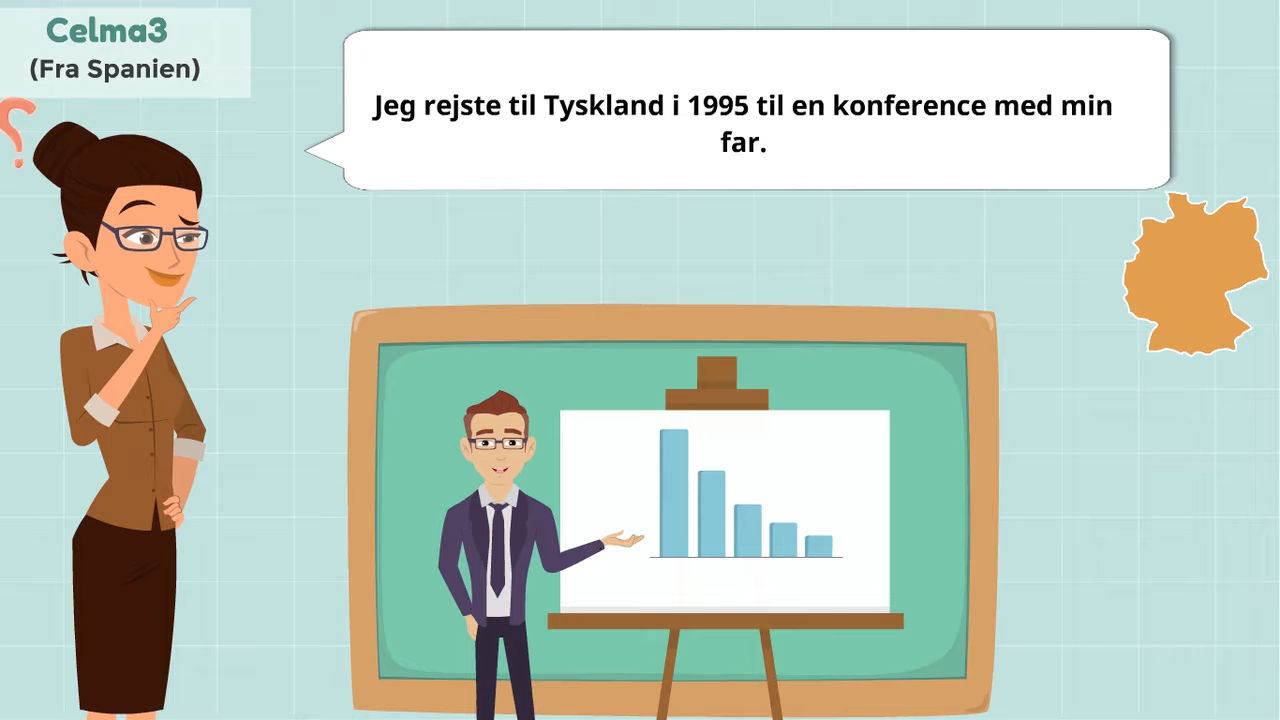 Celma3
(Fra Spanien)
Jeg rejste til Tyskland i 1995 til en konference med min
far.